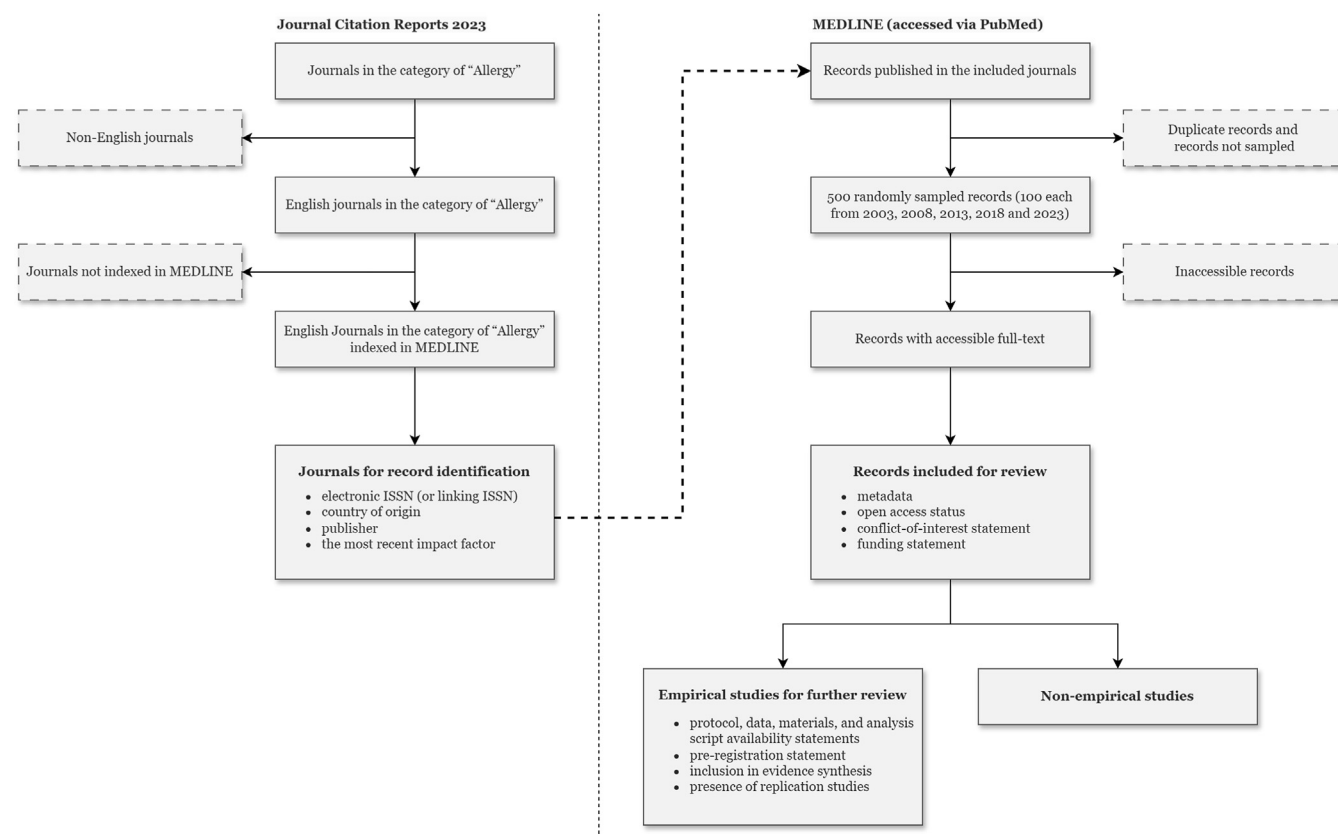 Journal Citation Reports 2023
Journals in the category of “Allergy”
Non-English journals
English journals in the category of “Allergy”
Journals not indexed in MEDLINE
English Journals in the category of “Allergy”
indexed in MEDLINE
Journals for record identification
• electronic ISSN (or linking ISSN)
• country of origin
• publisher
• the most recent impact factor
MEDLINE (accessed via PubMed)
Records published in the included journals
Duplicate records and
records not sampled
500 randomly sampled records (100 each
from 2003, 2008, 2013, 2018 and 2023)
Inaccessible records
Records with accessible full-text
Records included for review
• metadata
• open access status
• conflict-of-interest statement
• funding statement
Empirical studies for further review
• protocol, data, materials, and analysis
script availability statements
• pre-registration statement
• inclusion in evidence synthesis
• presence of replication studies
Non-empirical studies